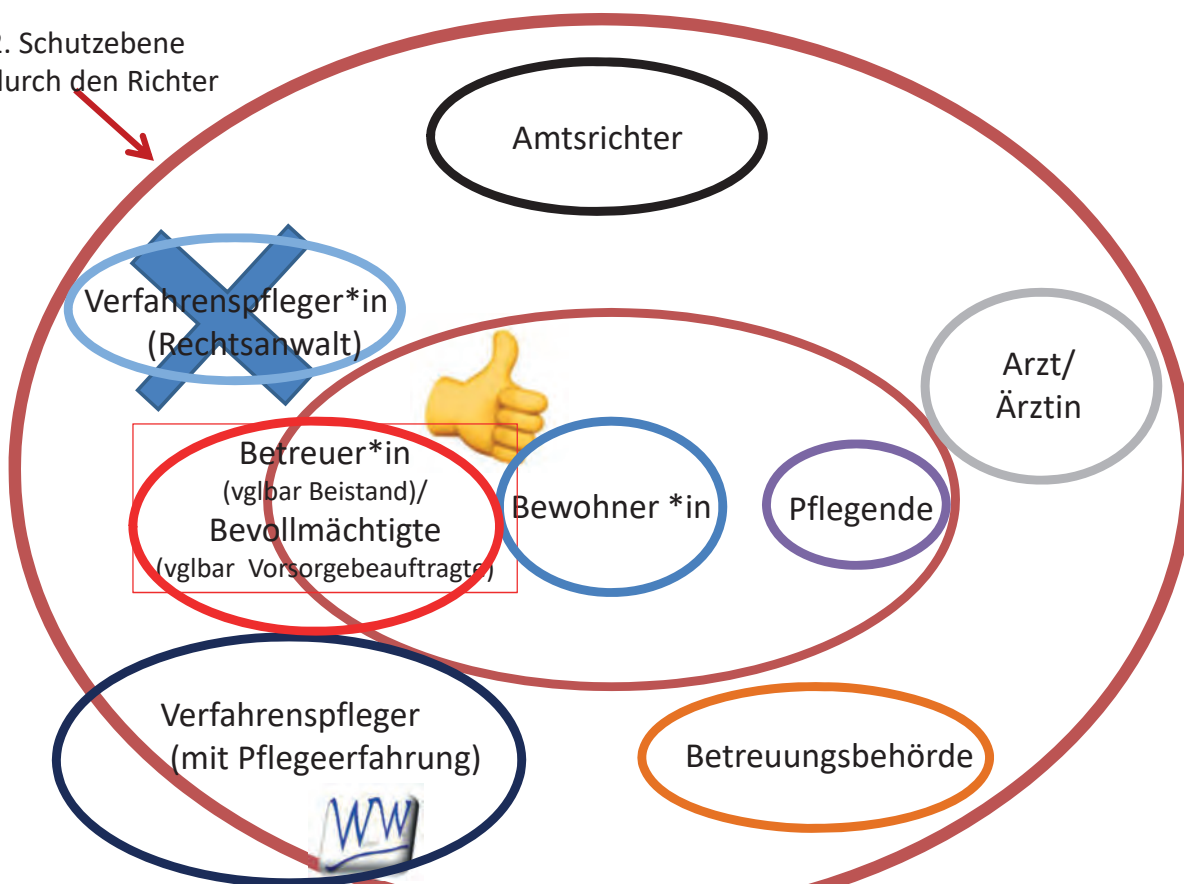 2. Schutzebene
durch den Richter
Amtsrichter
Verfahrenspfleger*in
(Rechtsanwalt)
Arzt/
Ärztin
Betreuer*in
(vglbar Beistand)/
Bevollmächtigte
(vglbar Vorsorgebeauftragte)
Bewohner *in
Pflegende
Verfahrenspfleger
(mit Pflegeerfahrung)
Betreuungsbehörde
WW